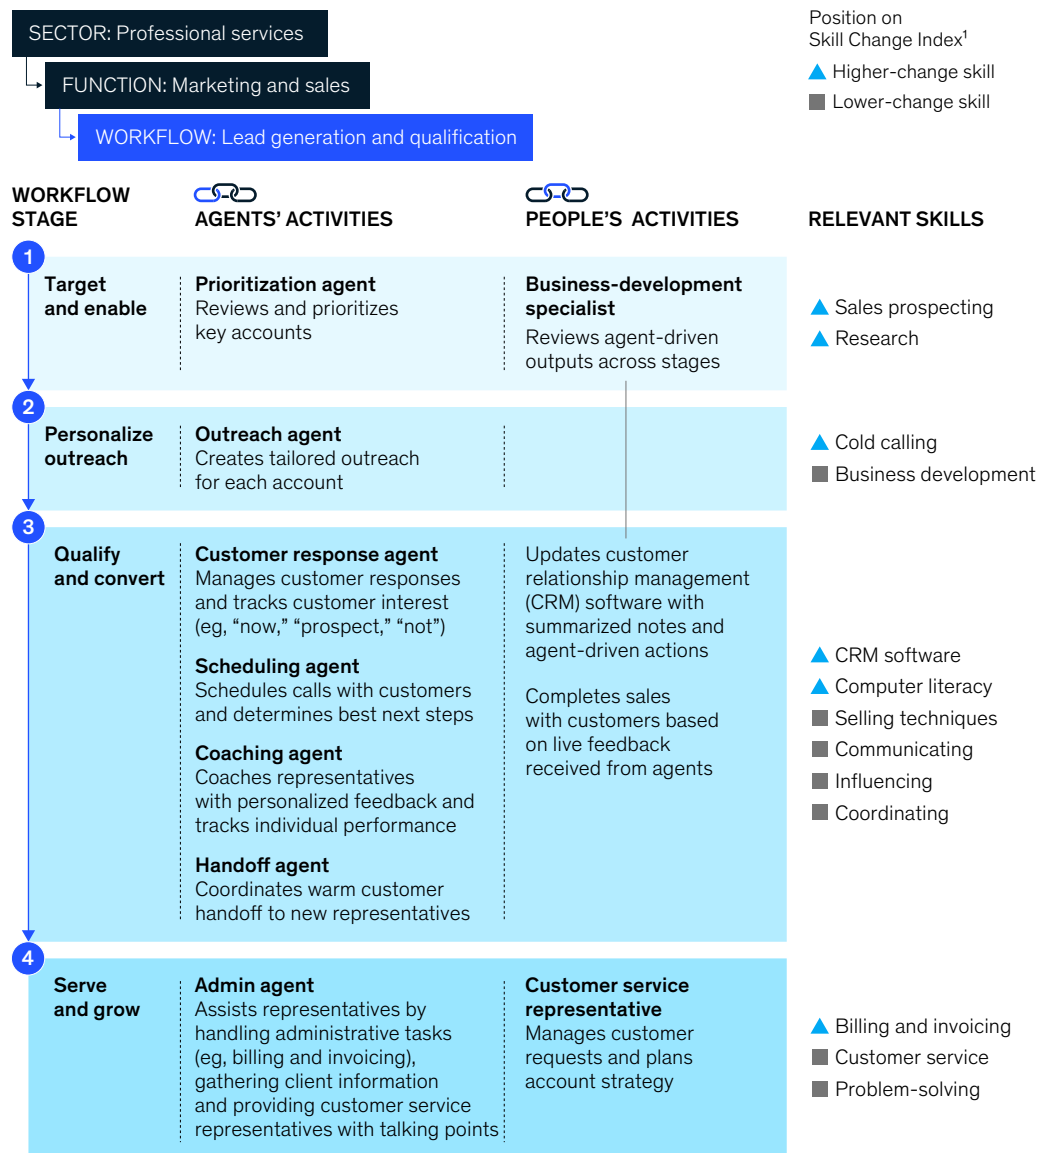 SECTOR: Professional services
FUNCTION: Marketing and sales
WORKFLOW: Lead generation and qualification
Position on
Skill Change Index¹
Higher-change skill
Lower-change skill
WORKFLOW
STAGE
AGENTS’ ACTIVITIES
PEOPLE’S ACTIVITIES
RELEVANT SKILLS
1
Target
and enable
Prioritization agent
Reviews and prioritizes
key accounts
Business-development
specialist
Reviews agent-driven
outputs across stages
Sales prospecting
Research
2
Personalize
outreach
Outreach agent
Creates tailored outreach
for each account
Cold calling
Business development
3
Qualify
and convert
Customer response agent
Manages customer responses
and tracks customer interest
(eg, “now,” “prospect,” “not”)
Scheduling agent
Schedules calls with customers
and determines best next steps
Coaching agent
Coaches representatives
with personalized feedback and
tracks individual performance
Handoff agent
Coordinates warm customer
handoff to new representatives
Updates customer
relationship management
(CRM) software with
summarized notes and
agent-driven actions
Completes sales
with customers based
on live feedback
received from agents
CRM software
Computer literacy
Selling techniques
Communicating
Influencing
Coordinating
4
Serve
and grow
Admin agent
Assists representatives by
handling administrative tasks
(eg, billing and invoicing),
gathering client information
and providing customer service
representatives with talking points
Customer service
representative
Manages customer
requests and plans
account strategy
Billing and invoicing
Customer service
Problem-solving